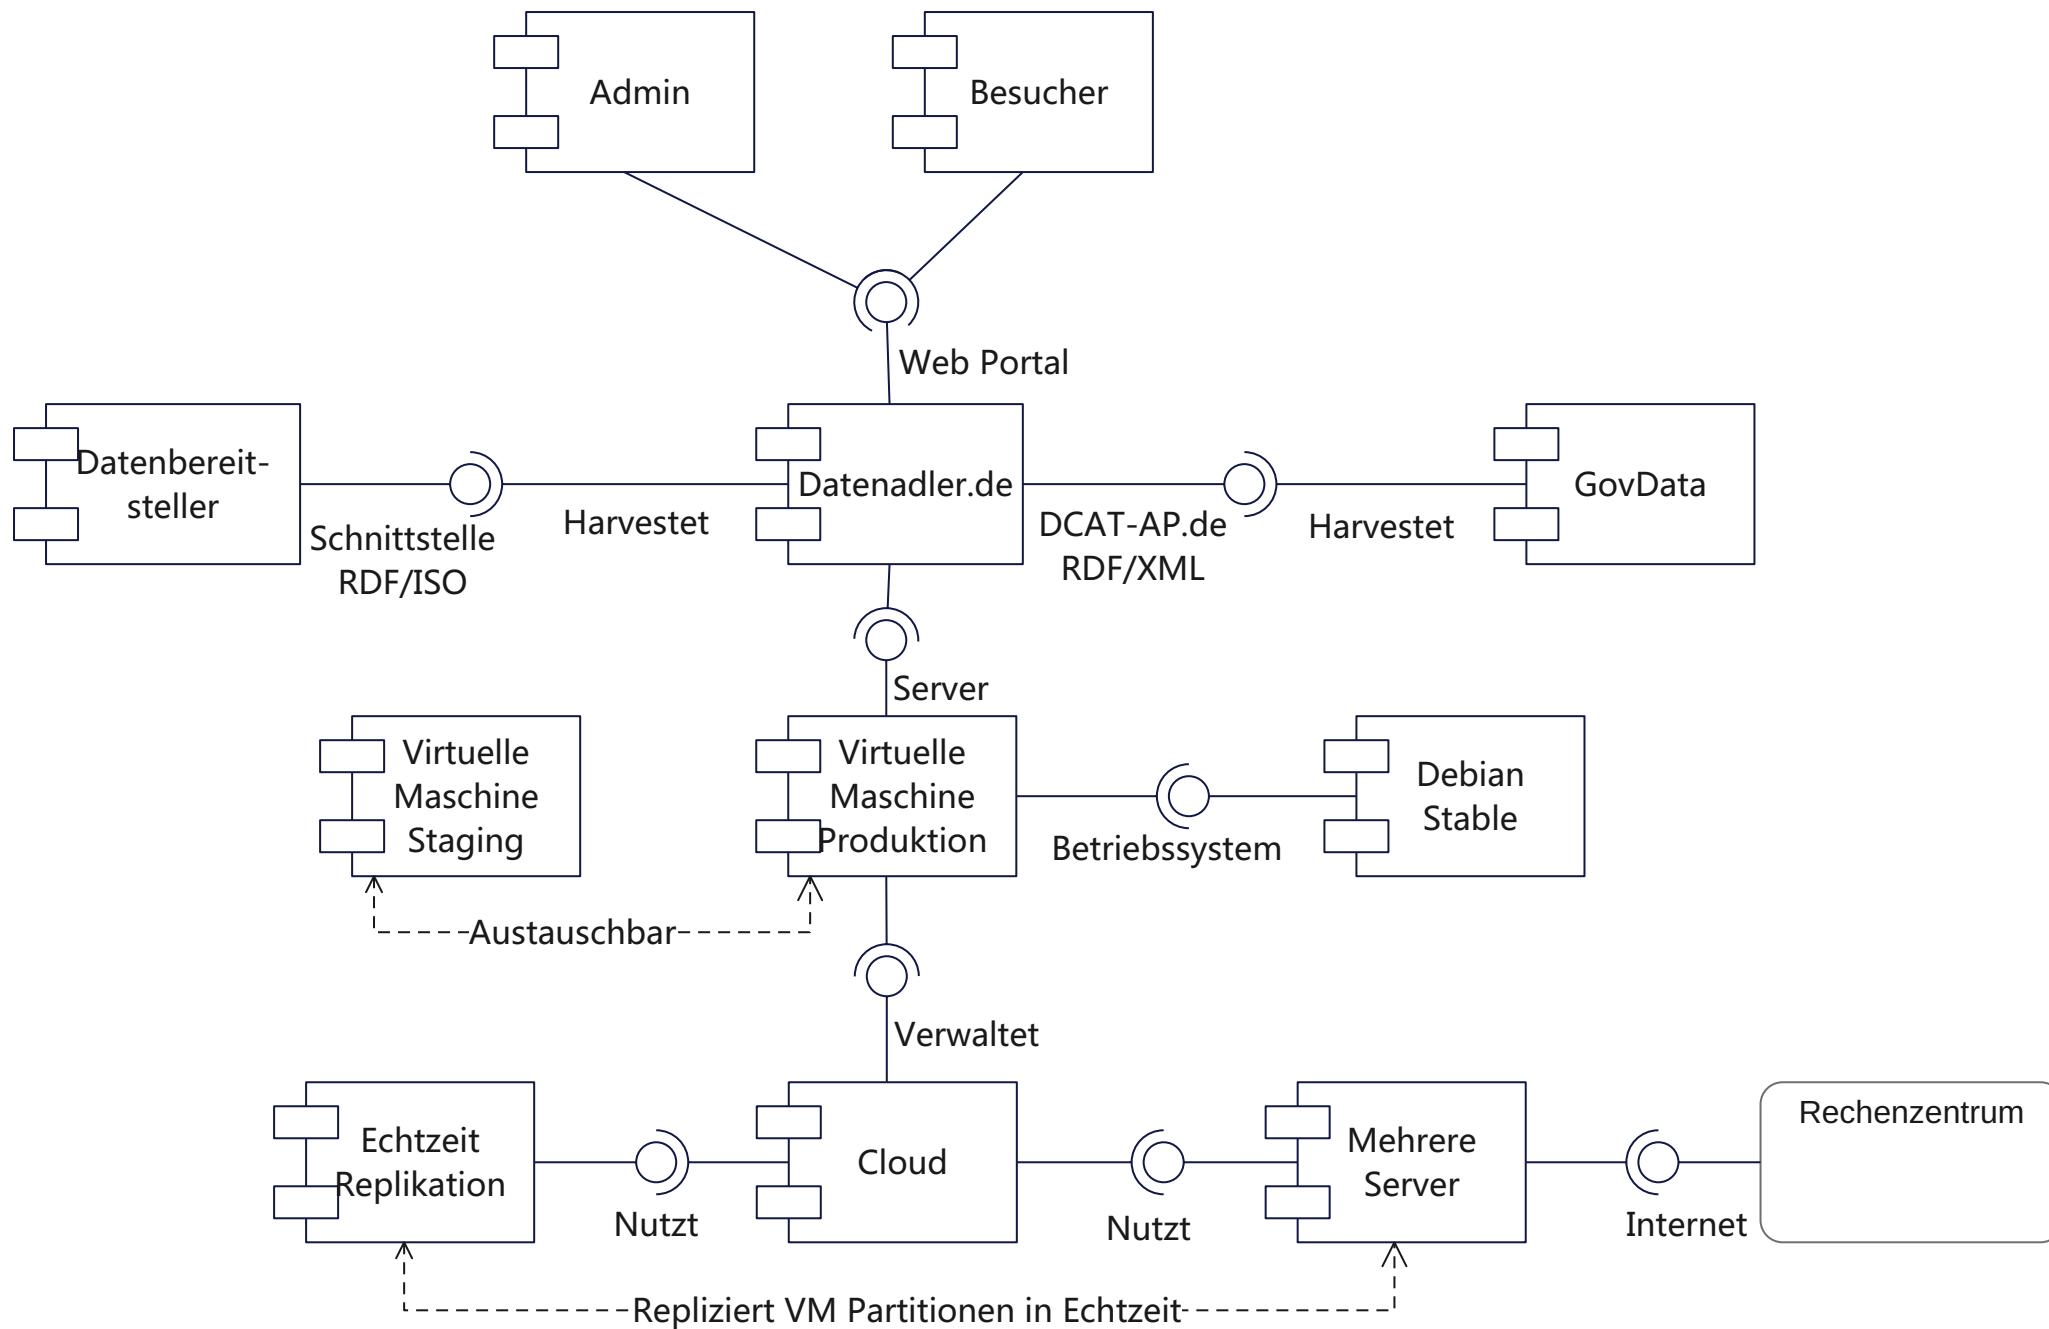 Admin
Besucher
Web Portal
Datenbereit-
steller
Schnittstelle
RDF/ISO
Harvestet
Datenadler.de
DCAT-AP.de
RDF/XML
Harvestet
GovData
Server
Virtuelle
Maschine
Staging
Virtuelle
Maschine
Produktion
Betriebssystem
Debian
Stable
Austauschbar
Verwaltet
Echtzeit
Replikation
Nutzt
Cloud
Nutzt
Mehrere
Server
Internet
Rechenzentrum
Repliziert VM Partitionen in Echtzeit